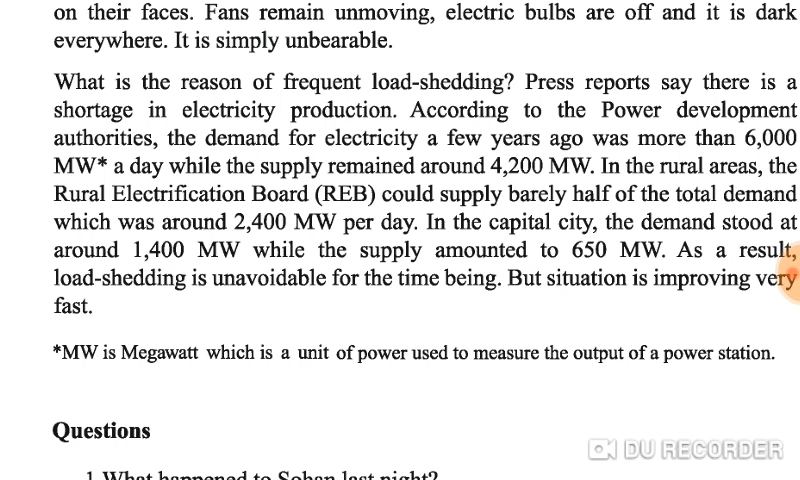 on their faces. Fans remain unmoving, electric bulbs are off and it is dark
everywhere. It is simply unbearable.
What is the reason of frequent load-shedding? Press reports say there is a
shortage in electricity production. According to the Power development
authorities, the demand for electricity a few years ago was more than 6,000
MW* a day while the supply remained around 4,200 MW. In the rural areas, the
Rural Electrification Board (REB) could supply barely half of the total demand
which was around 2,400 MW per day. In the capital city, the demand stood at
around 1,400 MW while the supply amounted to 650 MW. As a result,
load-shedding is unavoidable for the time being. But situation is improving very
fast.
*MW is Megawatt which is a unit of power used to measure the output of a power station.
Questions
DU RECORDER
1 What happened to Sohan last night?